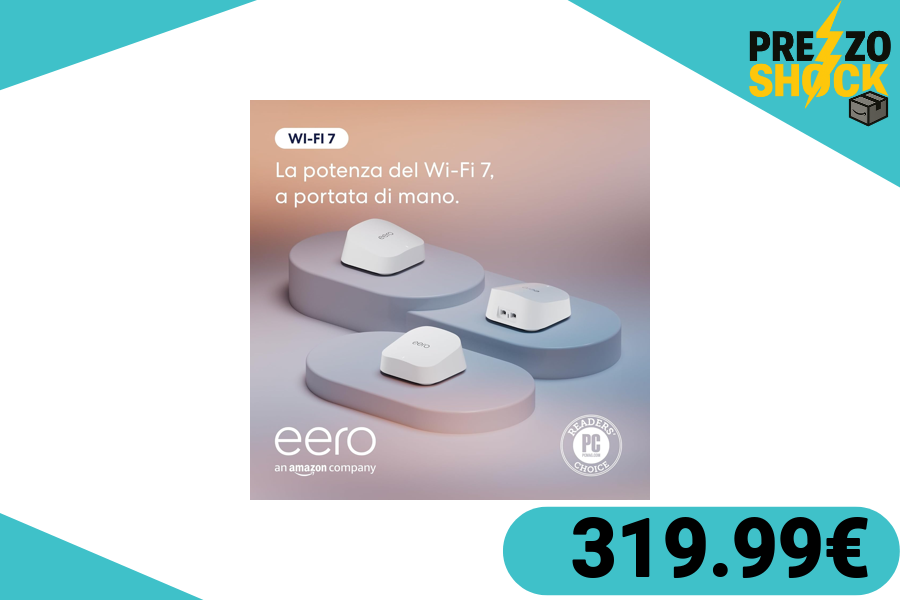 PREZZO
SHOCK
WI-FI 7
La potenza del Wi-Fi 7,
a portata di mano.
eero
eero
eero
an amazon company
READERS'
PC
CHOICE
319.99€